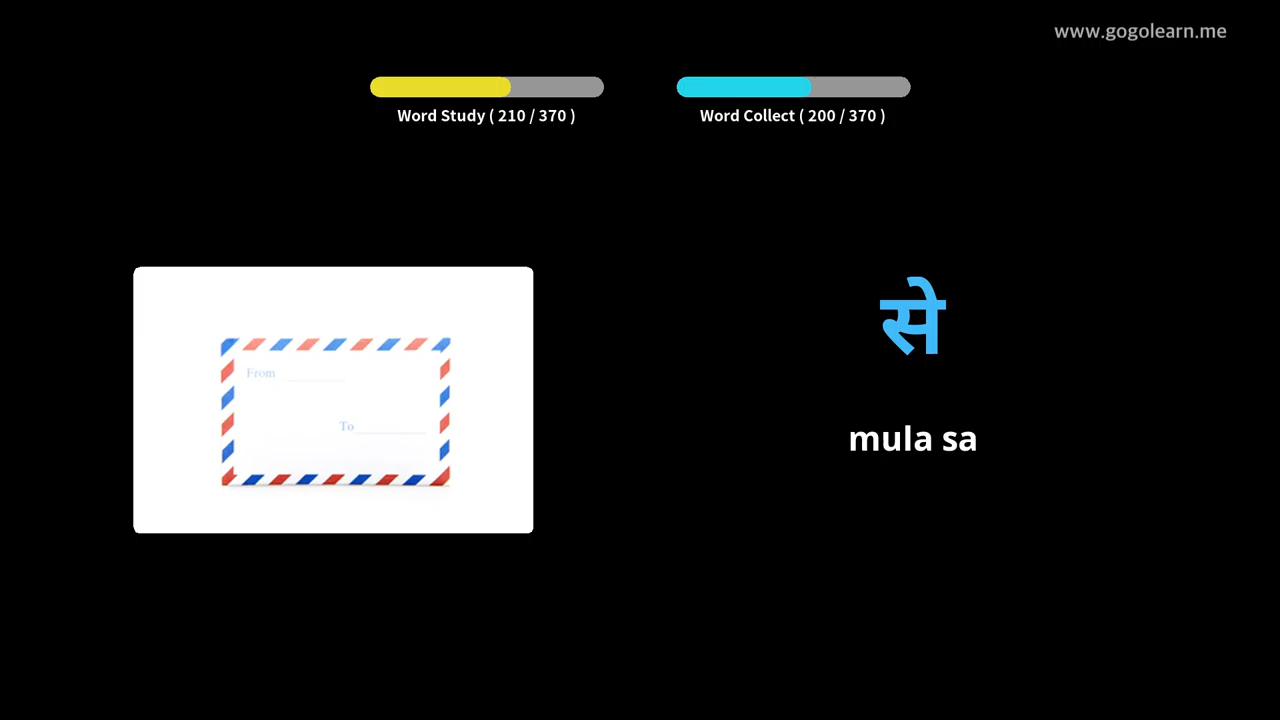 www.gogolearn.me
Word Study ( 210 / 370 )
Word Collect ( 200 / 370 )
From
To
से
mula sa